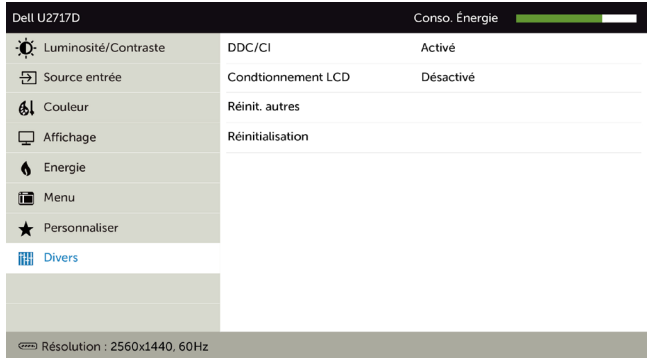 Dell U2717D Conso. Énergie
Luminosité/Contraste DDC/CI Activé
Source entrée Condtionnement LCD Désactivé
Couleur Réinit. autres
Affichage Réinitialisation
Energie
Menu
Personnaliser
Divers
Résolution : 2560x1440, 60Hz